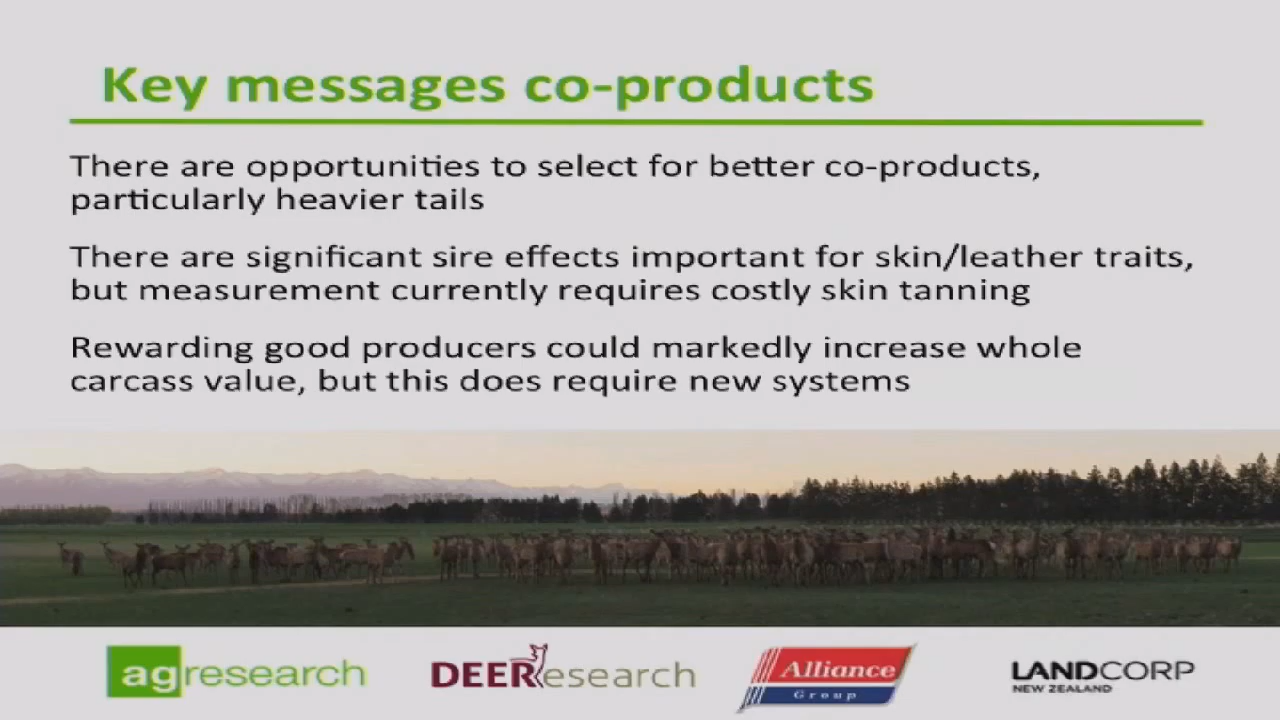 Key messages co-products
There are opportunities to select for better co-products,
particularly heavier tails
There are significant sire effects important for skin/leather traits,
but measurement currently requires costly skin tanning
Rewarding good producers could markedly increase whole
carcass value, but this does require new systems
agresearch
DEEResearch
Alliance
Group
LANDCORP
NEW ZEALAND